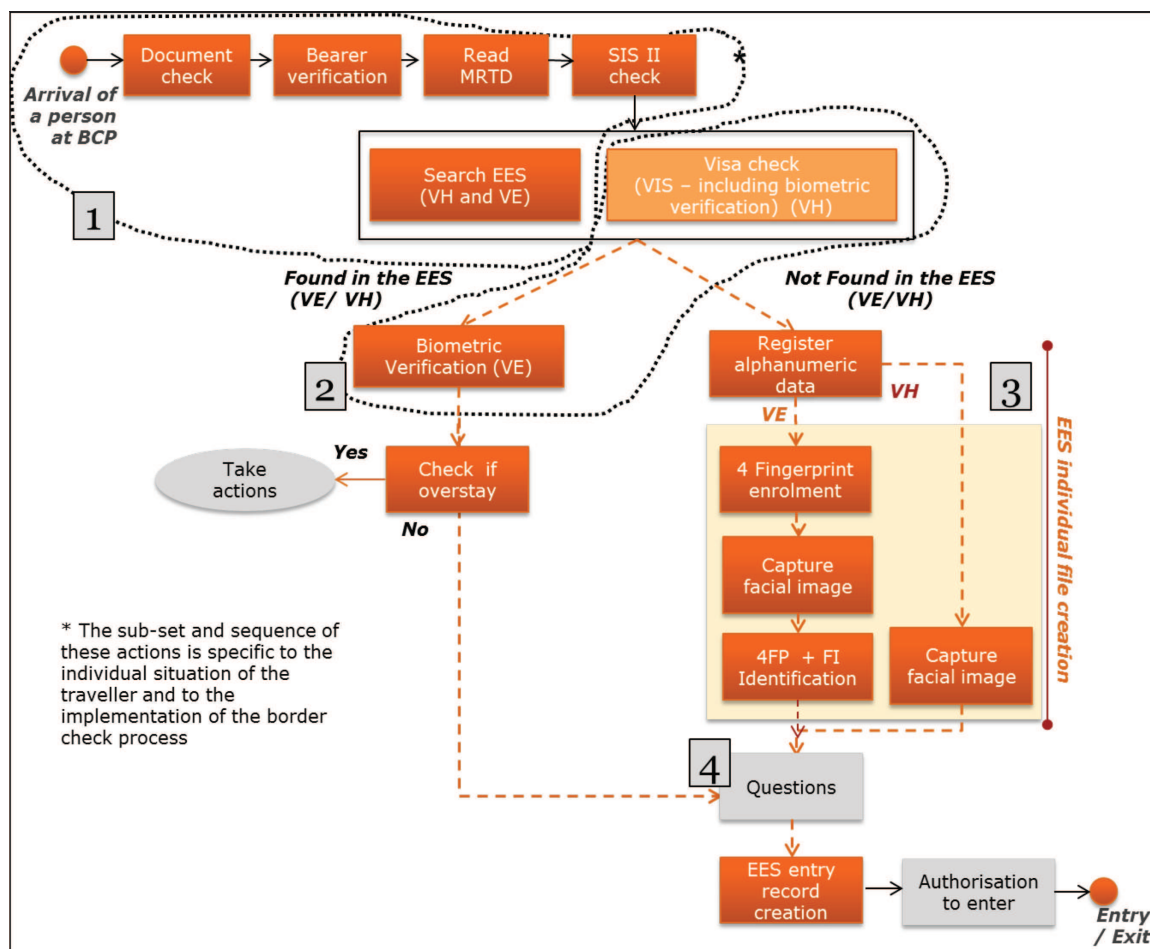 Document
check
Bearer
verification
Read
MRTD
SIS II
check
*
Arrival of
a person
at BCP
Search EES
(VH and VE)
Visa check
(VIS – including biometric
verification) (VH)
1
Found in the EES
(VE/ VH)
Not Found in the EES
(VE/VH)
Biometric
Verification (VE)
2
Register
alphanumeric
data
VH
VE
3
EES individual file creation
Take
actions
Yes
Check if
overstay
No
4 Fingerprint
enrolment
Capture
facial image
4FP + FI
Identification
Capture
facial image
* The sub-set and sequence of
these actions is specific to the
individual situation of the
traveller and to the
implementation of the border
check process
4
Questions
EES entry
record
creation
Authorisation
to enter
Entry
/ Exit